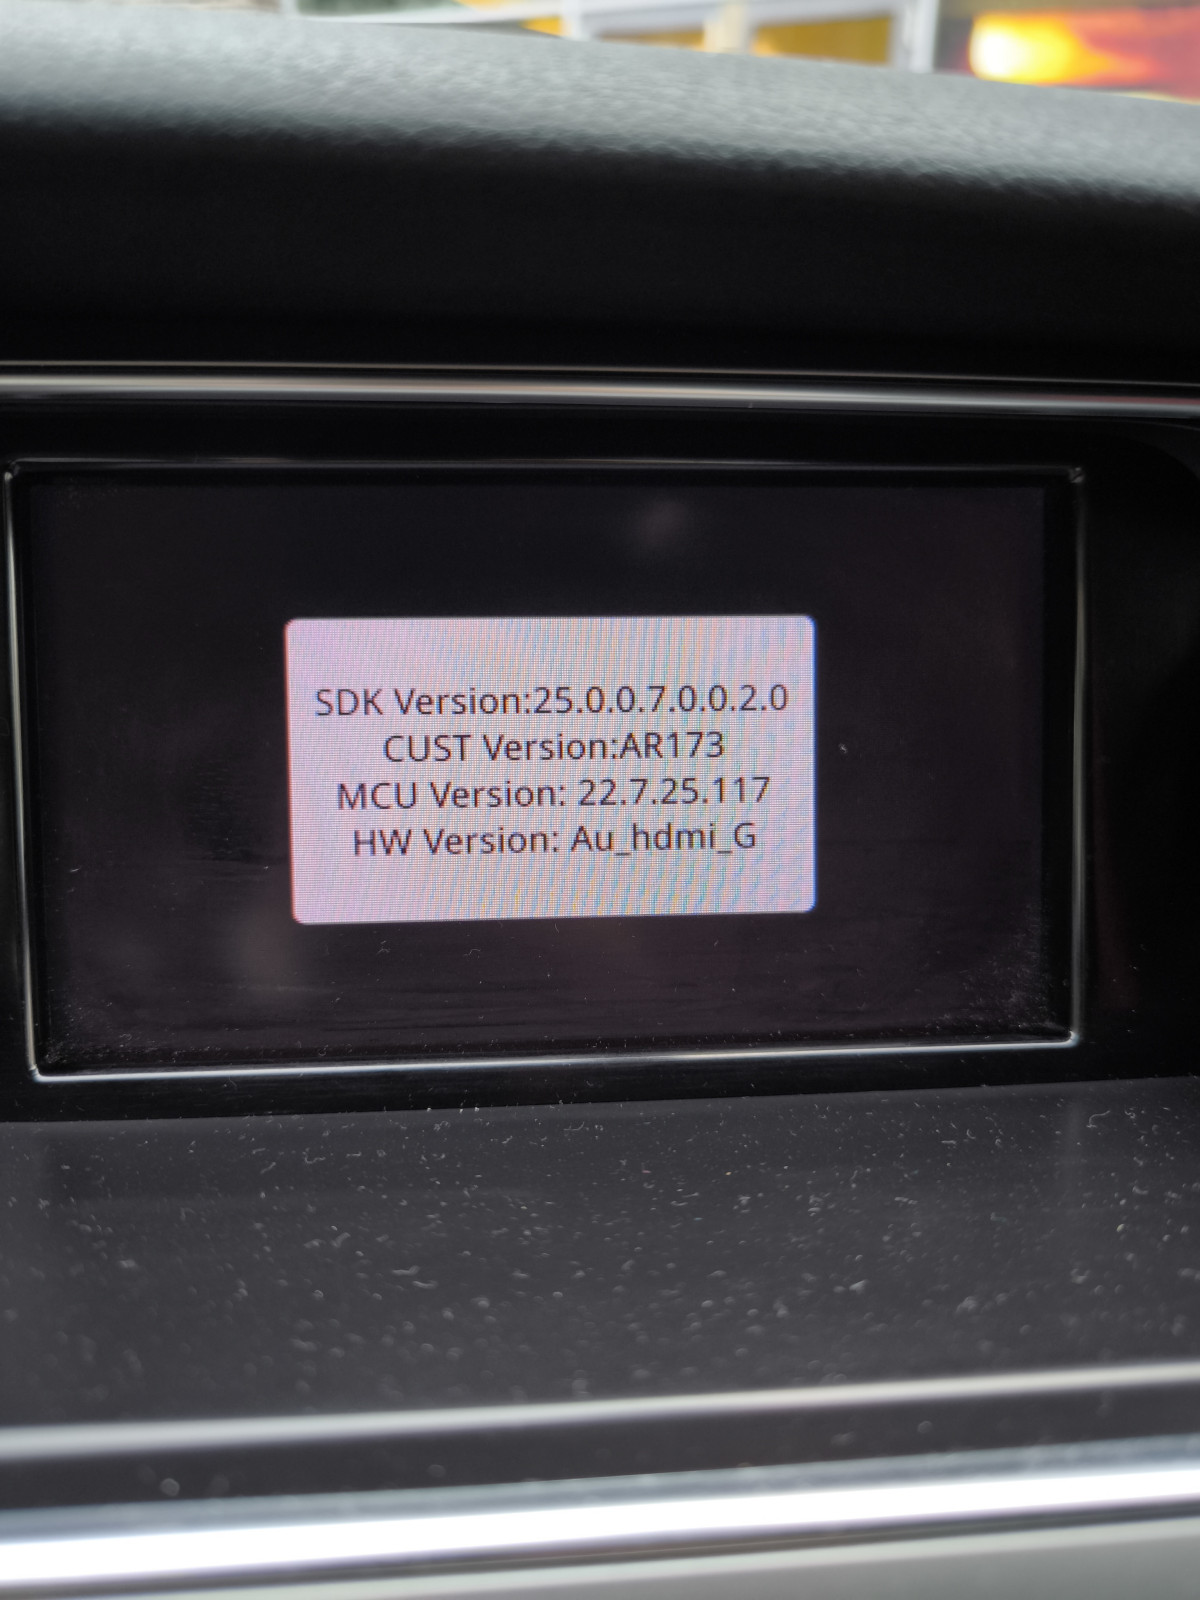 SDK Version:25.0.0.7.0.0.2.0
CUST Version:AR173
MCU Version: 22.7.25.117
HW Version: Au_hdmi_G